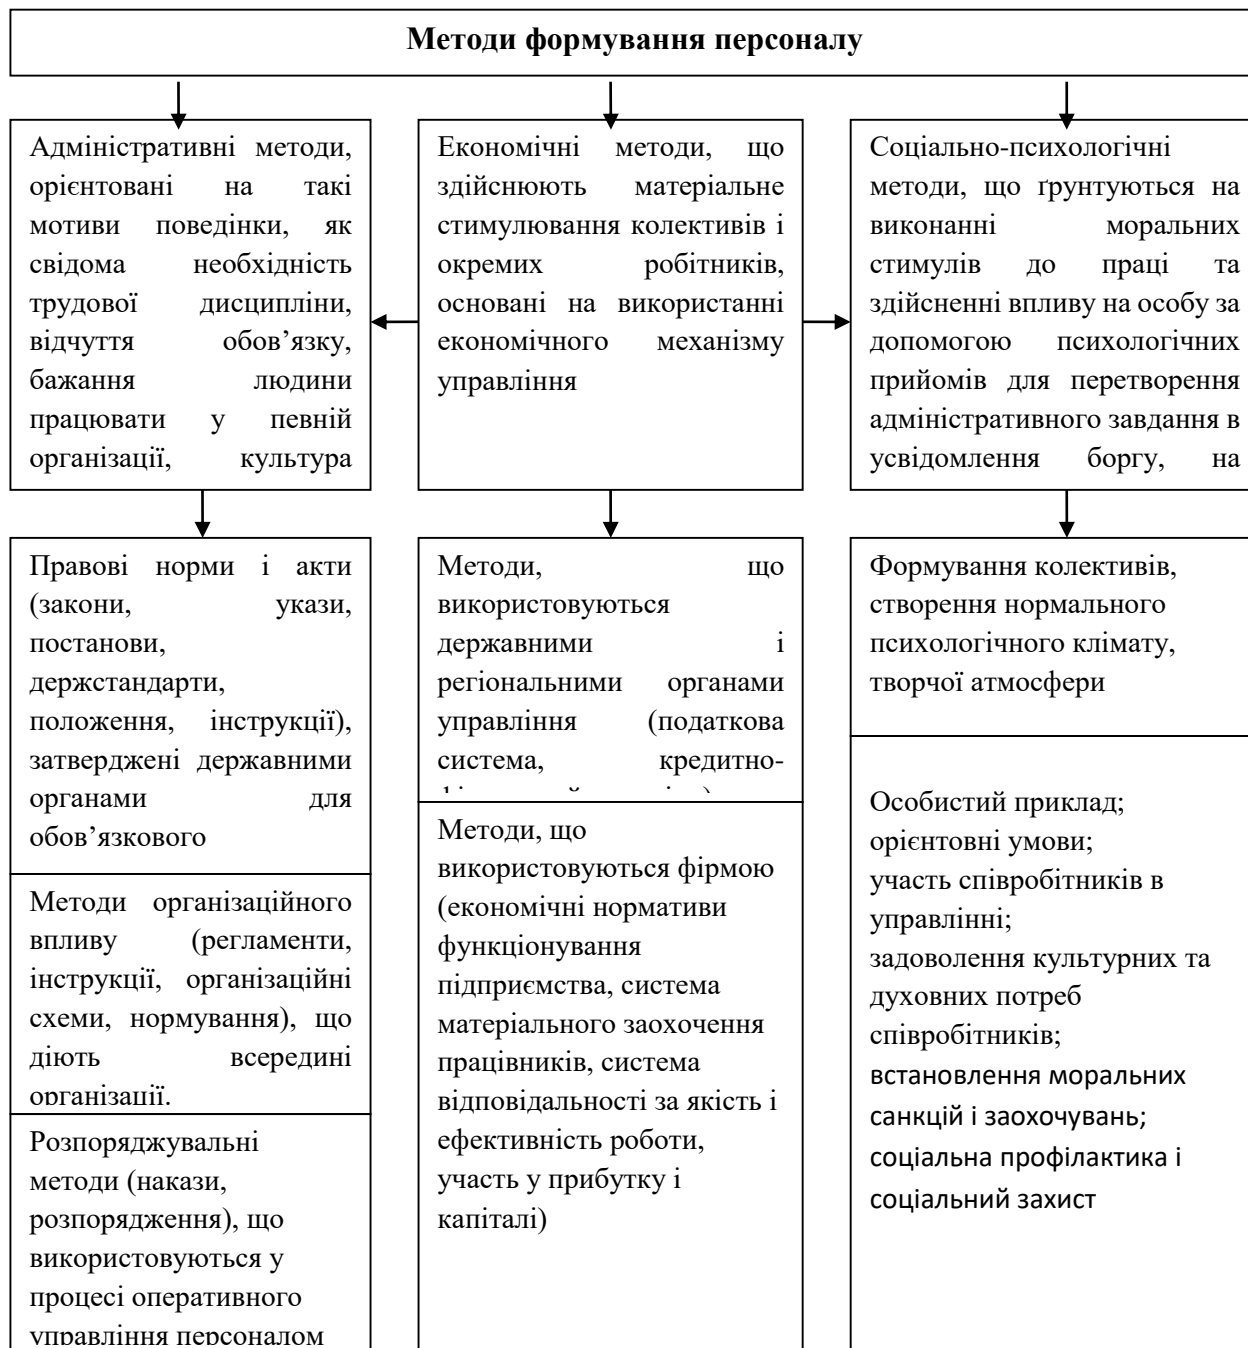 Методи формування персоналу
Адміністративні методи,
орієнтовані на такі
мотиви поведінки, як
свідома необхідність
трудової дисципліни,
відчуття обов’язку,
бажання людини
працювати у певній
організації, культура
Економічні методи, що
здійснюють матеріальне
стимулювання колективів і
окремих робітників,
основані на використанні
економічного механізму
управління
Соціально-психологічні
методи, що ґрунтуються на
виконанні моральних
стимулів до праці та
здійсненні впливу на особу за
допомогою психологічних
прийомів для перетворення
адміністративного завдання в
усвідомлення боргу, на
Правові норми і акти
(закони, укази,
постанови,
держстандарти,
положення, інструкції),
затверджені державними
органами для
обов’язкового
Методи організаційного
впливу (регламенти,
інструкції, організаційні
схеми, нормування), що
діють всередині
організації.
Розпоряджувальні
методи (накази,
розпорядження), що
використовуються у
процесі оперативного
управління персоналом
Методи, що
використовуються
державними і
регіональними органами
управління (податкова
система, кредитно-
Методи, що
використовуються фірмою
(економічні нормативи
функціонування
підприємства, система
матеріального заохочення
працівників, система
відповідальності за якість і
ефективність роботи,
участь у прибутку і
капіталі)
Формування колективів,
створення нормального
психологічного клімату,
творчої атмосфери
Особистий приклад;
орієнтовні умови;
участь співробітників в
управлінні;
задоволення культурних та
духовних потреб
співробітників;
встановлення моральних
санкцій і заохочувань;
соціальна профілактика і
соціальний захист